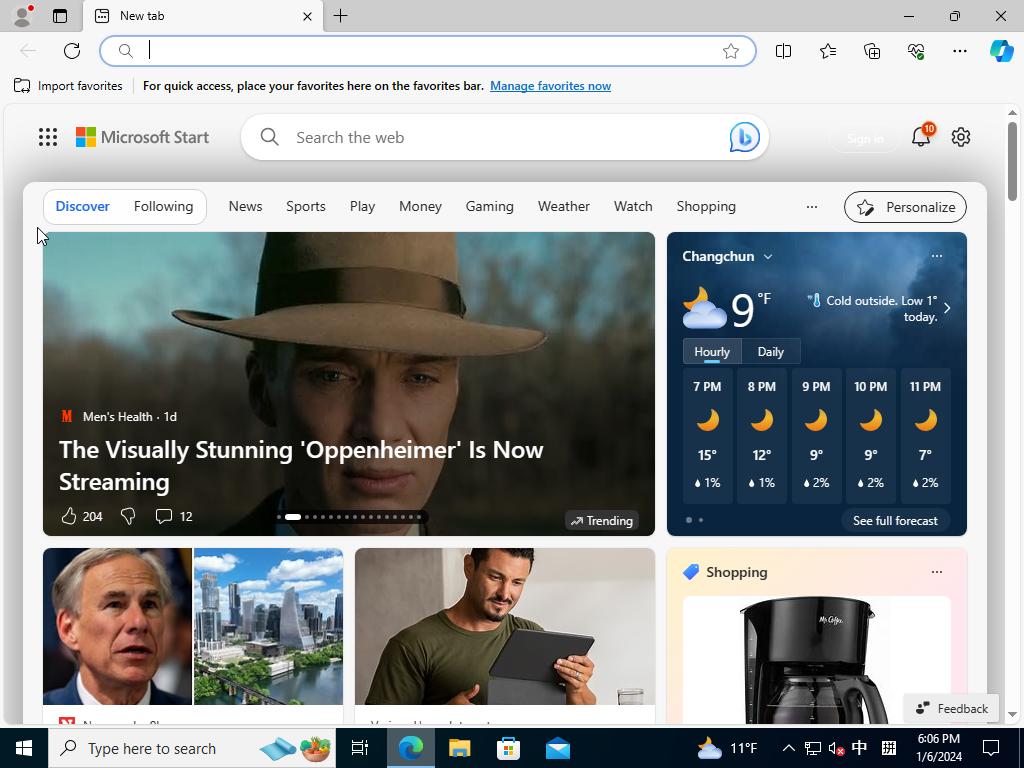 New tab
Import favorites
For quick access, place your favorites here on the favorites bar. Manage favorites now
Microsoft Start
Search the web
Sign in
10
Discover
Following
News
Sports
Play
Money
Gaming
Weather
Watch
Shopping
Personalize
Men's Health · 1d
The Visually Stunning 'Oppenheimer' Is Now
Streaming
204
12
Trending
Changchun
9 °F
Cold outside. Low 1°
today.
Hourly
Daily
7 PM 8 PM 9 PM 10 PM 11 PM
15° 12° 9° 9° 7°
1% 1% 2% 2% 2%
See full forecast
Shopping
Mr. Coffee
Feedback
Type here to search
11°F
中
拼
6:06 PM
1/6/2024